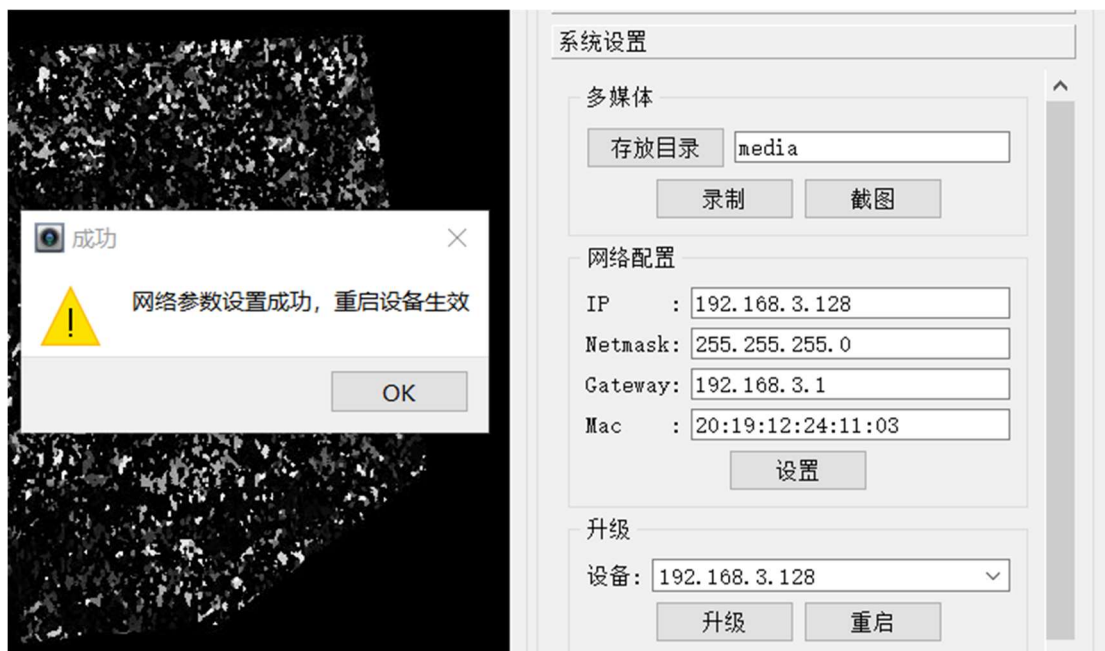 成功
网络参数设置成功，重启设备生效
OK
系统设置
多媒体
存放目录 media
录制 截图
网络配置
IP : 192.168.3.128
Netmask: 255.255.255.0
Gateway: 192.168.3.1
Mac : 20:19:12:24:11:03
设置
升级
设备: 192.168.3.128
升级 重启